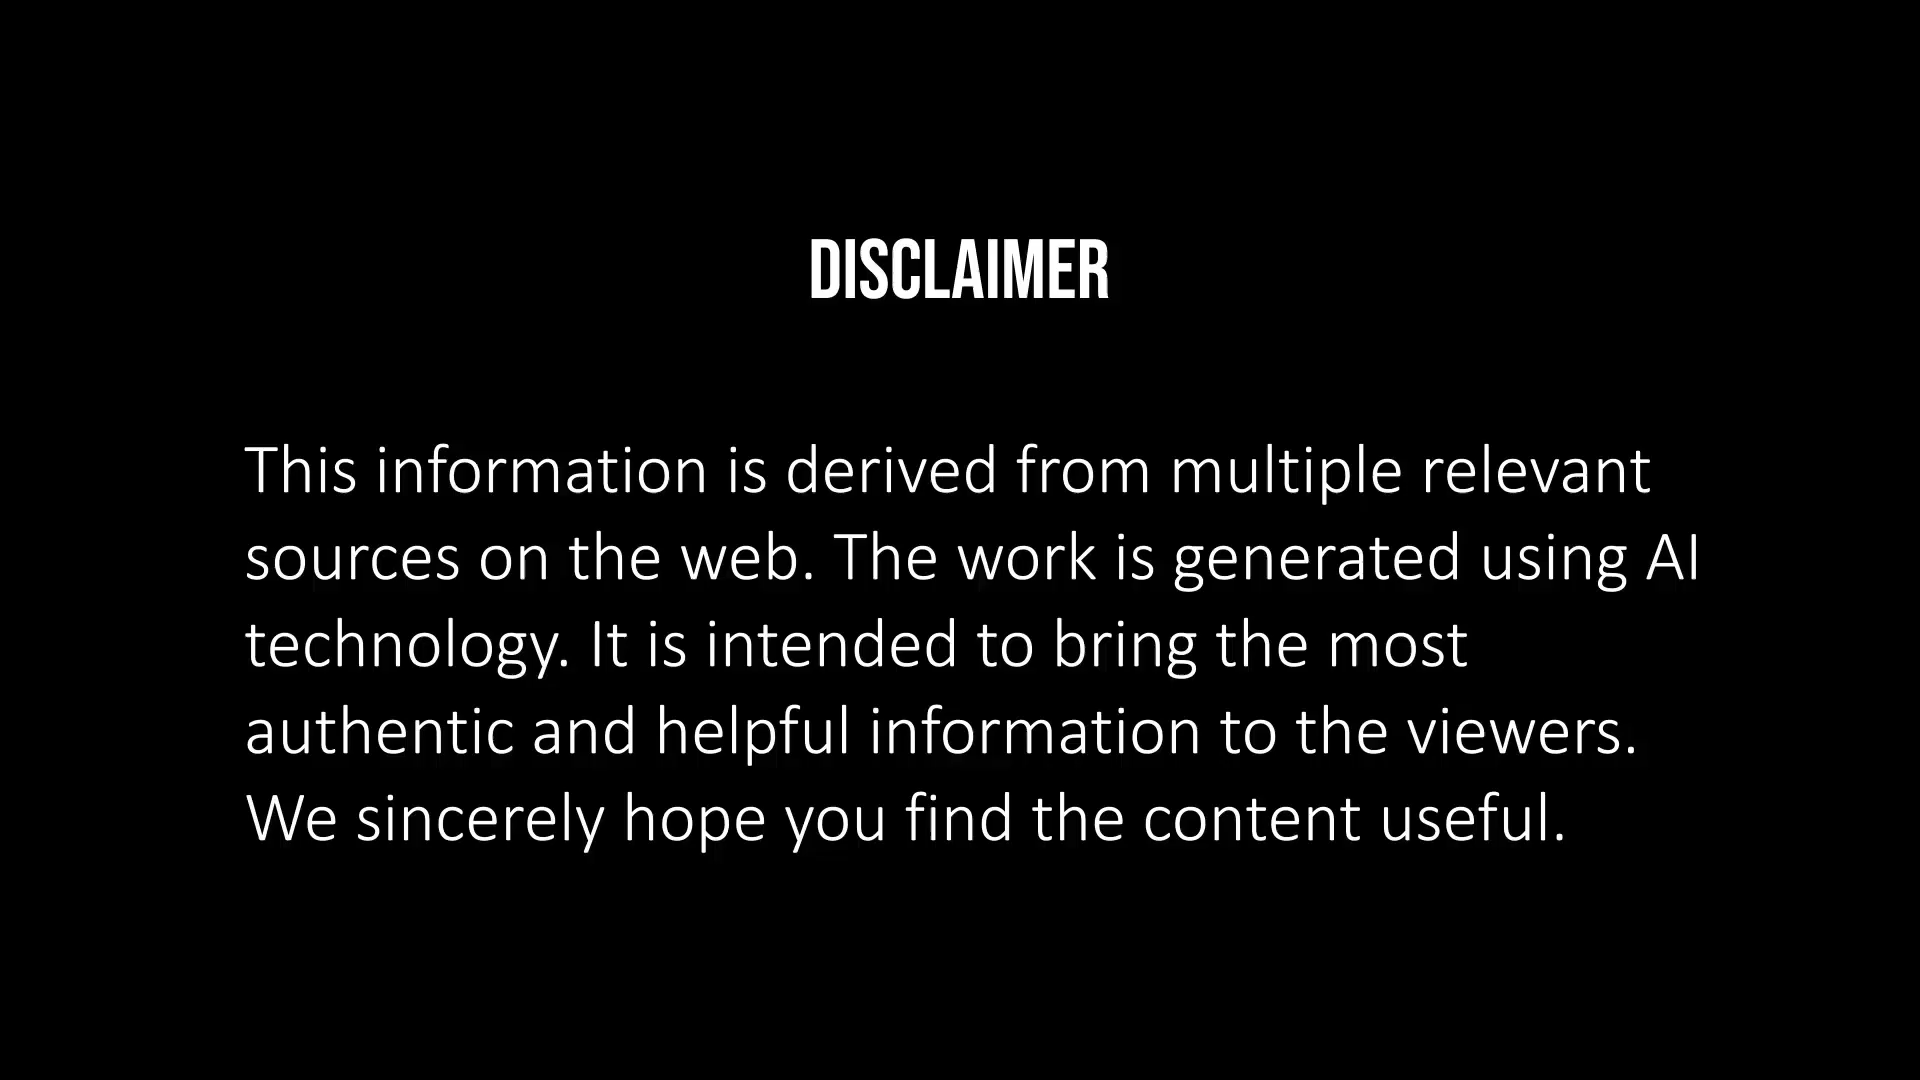 DISCLAIMER
This information is derived from multiple relevant
sources on the web. The work is generated using AI
technology. It is intended to bring the most
authentic and helpful information to the viewers.
We sincerely hope you find the content useful.